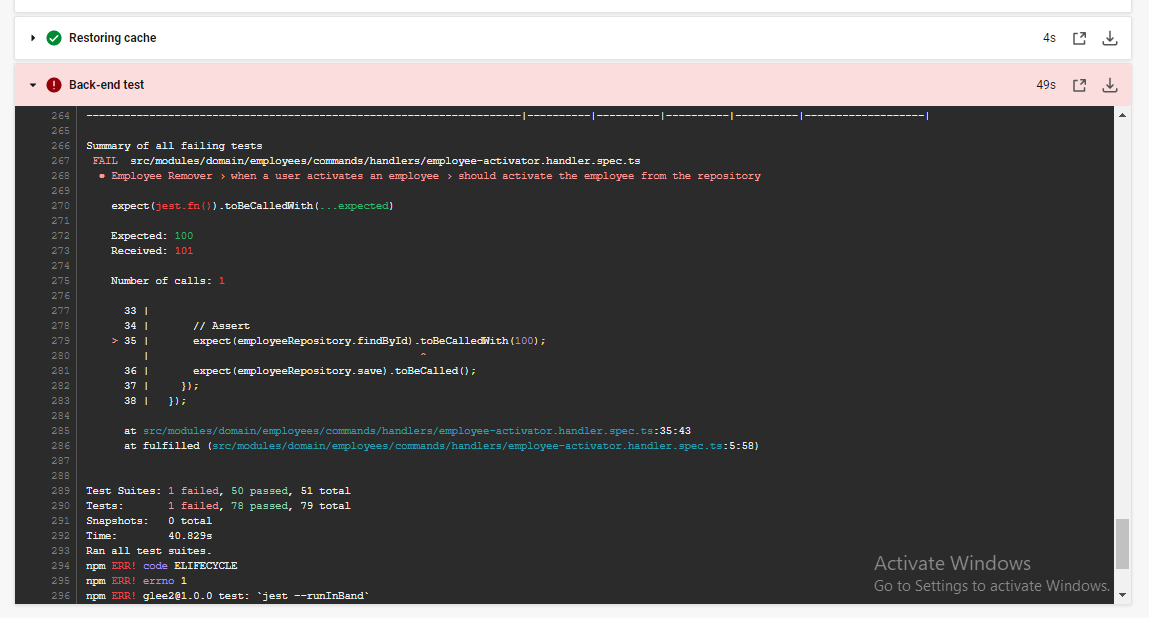 Restoring cache 4s
Back-end test 49s
264 ---------------------------------------------------------------------|----------|----------|----------|----------|-------------------|
265
266 Summary of all failing tests
267 FAIL src/modules/domain/employees/commands/handlers/employee-activator.handler.spec.ts
268 ● Employee Remover › when a user activates an employee › should activate the employee from the repository
269
270 expect(jest.fn()).toBeCalledWith(...expected)
271
272 Expected: 100
273 Received: 101
274
275 Number of calls: 1
276
277 33 |
278 34 | // Assert
279 > 35 | expect(employeeRepository.findById).toBeCalledWith(100);
280 | ^
281 36 | expect(employeeRepository.save).toBeCalled();
282 37 | });
283 38 | });
284
285 at src/modules/domain/employees/commands/handlers/employee-activator.handler.spec.ts:35:43
286 at fulfilled (src/modules/domain/employees/commands/handlers/employee-activator.handler.spec.ts:5:58)
287
288
289 Test Suites: 1 failed, 50 passed, 51 total
290 Tests: 1 failed, 78 passed, 79 total
291 Snapshots: 0 total
292 Time: 40.829s
293 Ran all test suites.
294 npm ERR! code ELIFECYCLE
295 npm ERR! errno 1
296 npm ERR! glee2@1.0.0 test: `jest --runInBand`
Activate Windows
Go to Settings to activate Windows.